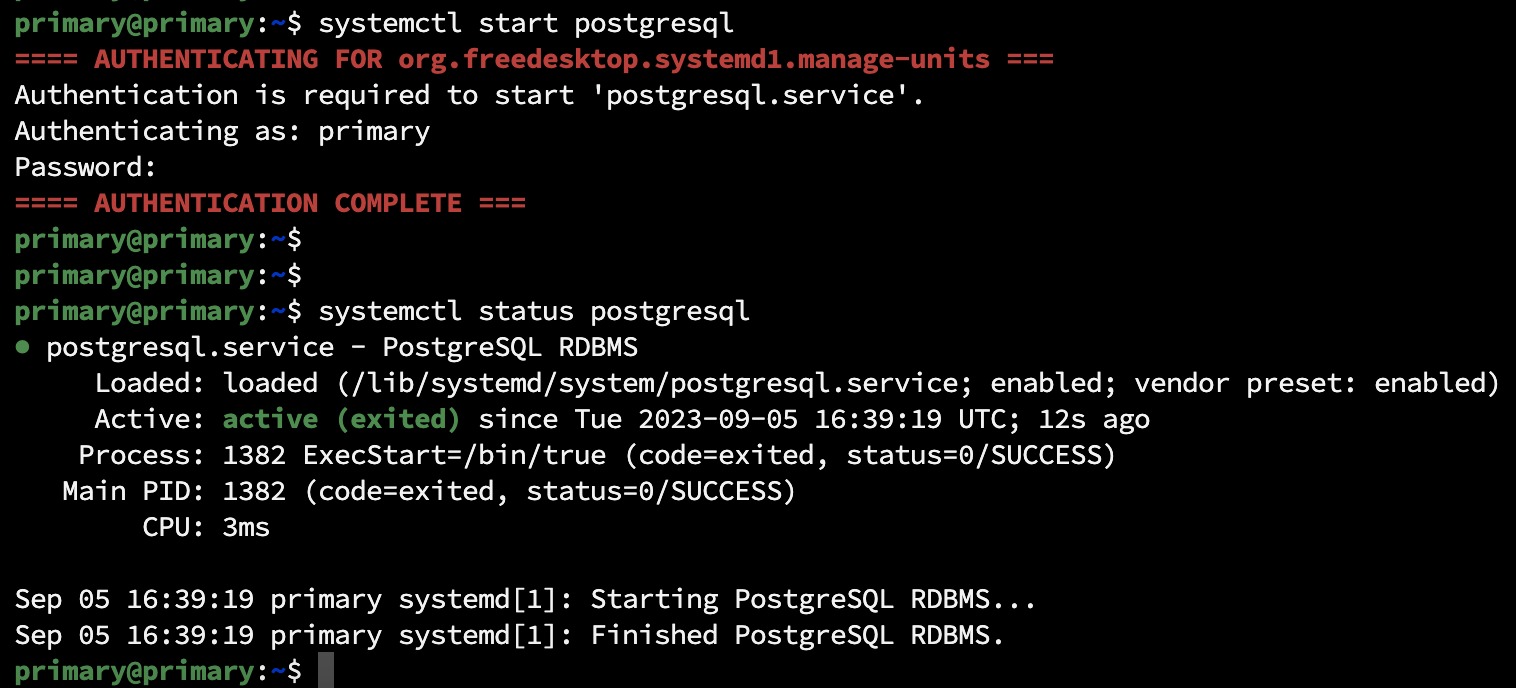 primary@primary:~$ systemctl start postgresql
==== AUTHENTICATING FOR org.freedesktop.systemd1.manage-units ===
Authentication is required to start 'postgresql.service'.
Authenticating as: primary
Password:
==== AUTHENTICATION COMPLETE ===
primary@primary:~$
primary@primary:~$
primary@primary:~$ systemctl status postgresql
● postgresql.service - PostgreSQL RDBMS
     Loaded: loaded (/lib/systemd/system/postgresql.service; enabled; vendor preset: enabled)
     Active: active (exited) since Tue 2023-09-05 16:39:19 UTC; 12s ago
    Process: 1382 ExecStart=/bin/true (code=exited, status=0/SUCCESS)
   Main PID: 1382 (code=exited, status=0/SUCCESS)
        CPU: 3ms

Sep 05 16:39:19 primary systemd[1]: Starting PostgreSQL RDBMS...
Sep 05 16:39:19 primary systemd[1]: Finished PostgreSQL RDBMS.
primary@primary:~$